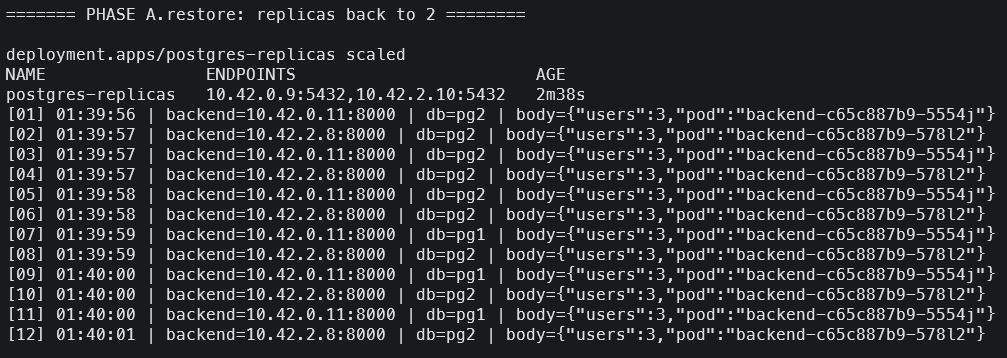 ======= PHASE A.restore: replicas back to 2 ========
deployment.apps/postgres-replicas scaled
NAME                ENDPOINTS                        AGE
postgres-replicas   10.42.0.9:5432,10.42.2.10:5432   2m38s
[01] 01:39:56 | backend=10.42.0.11:8000 | db=pg2 | body={"users":3,"pod":"backend-c65c887b9-5554j"}
[02] 01:39:57 | backend=10.42.2.8:8000 | db=pg2 | body={"users":3,"pod":"backend-c65c887b9-578l2"}
[03] 01:39:57 | backend=10.42.0.11:8000 | db=pg2 | body={"users":3,"pod":"backend-c65c887b9-5554j"}
[04] 01:39:57 | backend=10.42.2.8:8000 | db=pg2 | body={"users":3,"pod":"backend-c65c887b9-578l2"}
[05] 01:39:58 | backend=10.42.0.11:8000 | db=pg2 | body={"users":3,"pod":"backend-c65c887b9-5554j"}
[06] 01:39:58 | backend=10.42.2.8:8000 | db=pg2 | body={"users":3,"pod":"backend-c65c887b9-578l2"}
[07] 01:39:59 | backend=10.42.0.11:8000 | db=pg1 | body={"users":3,"pod":"backend-c65c887b9-5554j"}
[08] 01:39:59 | backend=10.42.2.8:8000 | db=pg2 | body={"users":3,"pod":"backend-c65c887b9-578l2"}
[09] 01:40:00 | backend=10.42.0.11:8000 | db=pg1 | body={"users":3,"pod":"backend-c65c887b9-5554j"}
[10] 01:40:00 | backend=10.42.2.8:8000 | db=pg2 | body={"users":3,"pod":"backend-c65c887b9-578l2"}
[11] 01:40:00 | backend=10.42.0.11:8000 | db=pg1 | body={"users":3,"pod":"backend-c65c887b9-5554j"}
[12] 01:40:01 | backend=10.42.2.8:8000 | db=pg2 | body={"users":3,"pod":"backend-c65c887b9-578l2"}